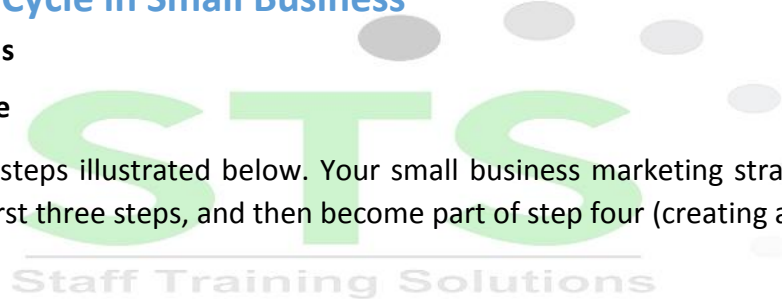 Cycle in Small Business
s
e
steps illustrated below. Your small business marketing stra
rst three steps, and then become part of step four (creating a
STS
Staff Training Solutions